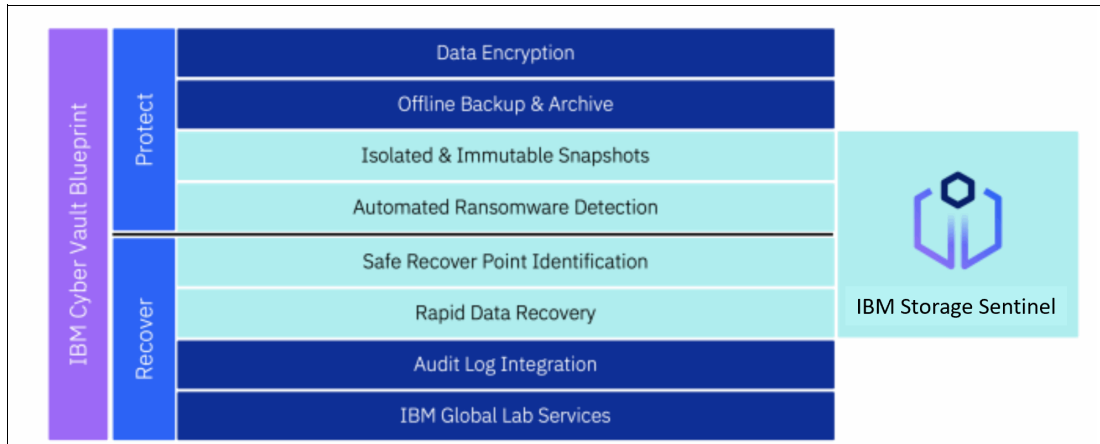 IBM Cyber Vault Blueprint
Protect
Data Encryption
Offline Backup & Archive
Isolated & Immutable Snapshots
Automated Ransomware Detection
Recover
Safe Recover Point Identification
Rapid Data Recovery
Audit Log Integration
IBM Global Lab Services
IBM Storage Sentinel